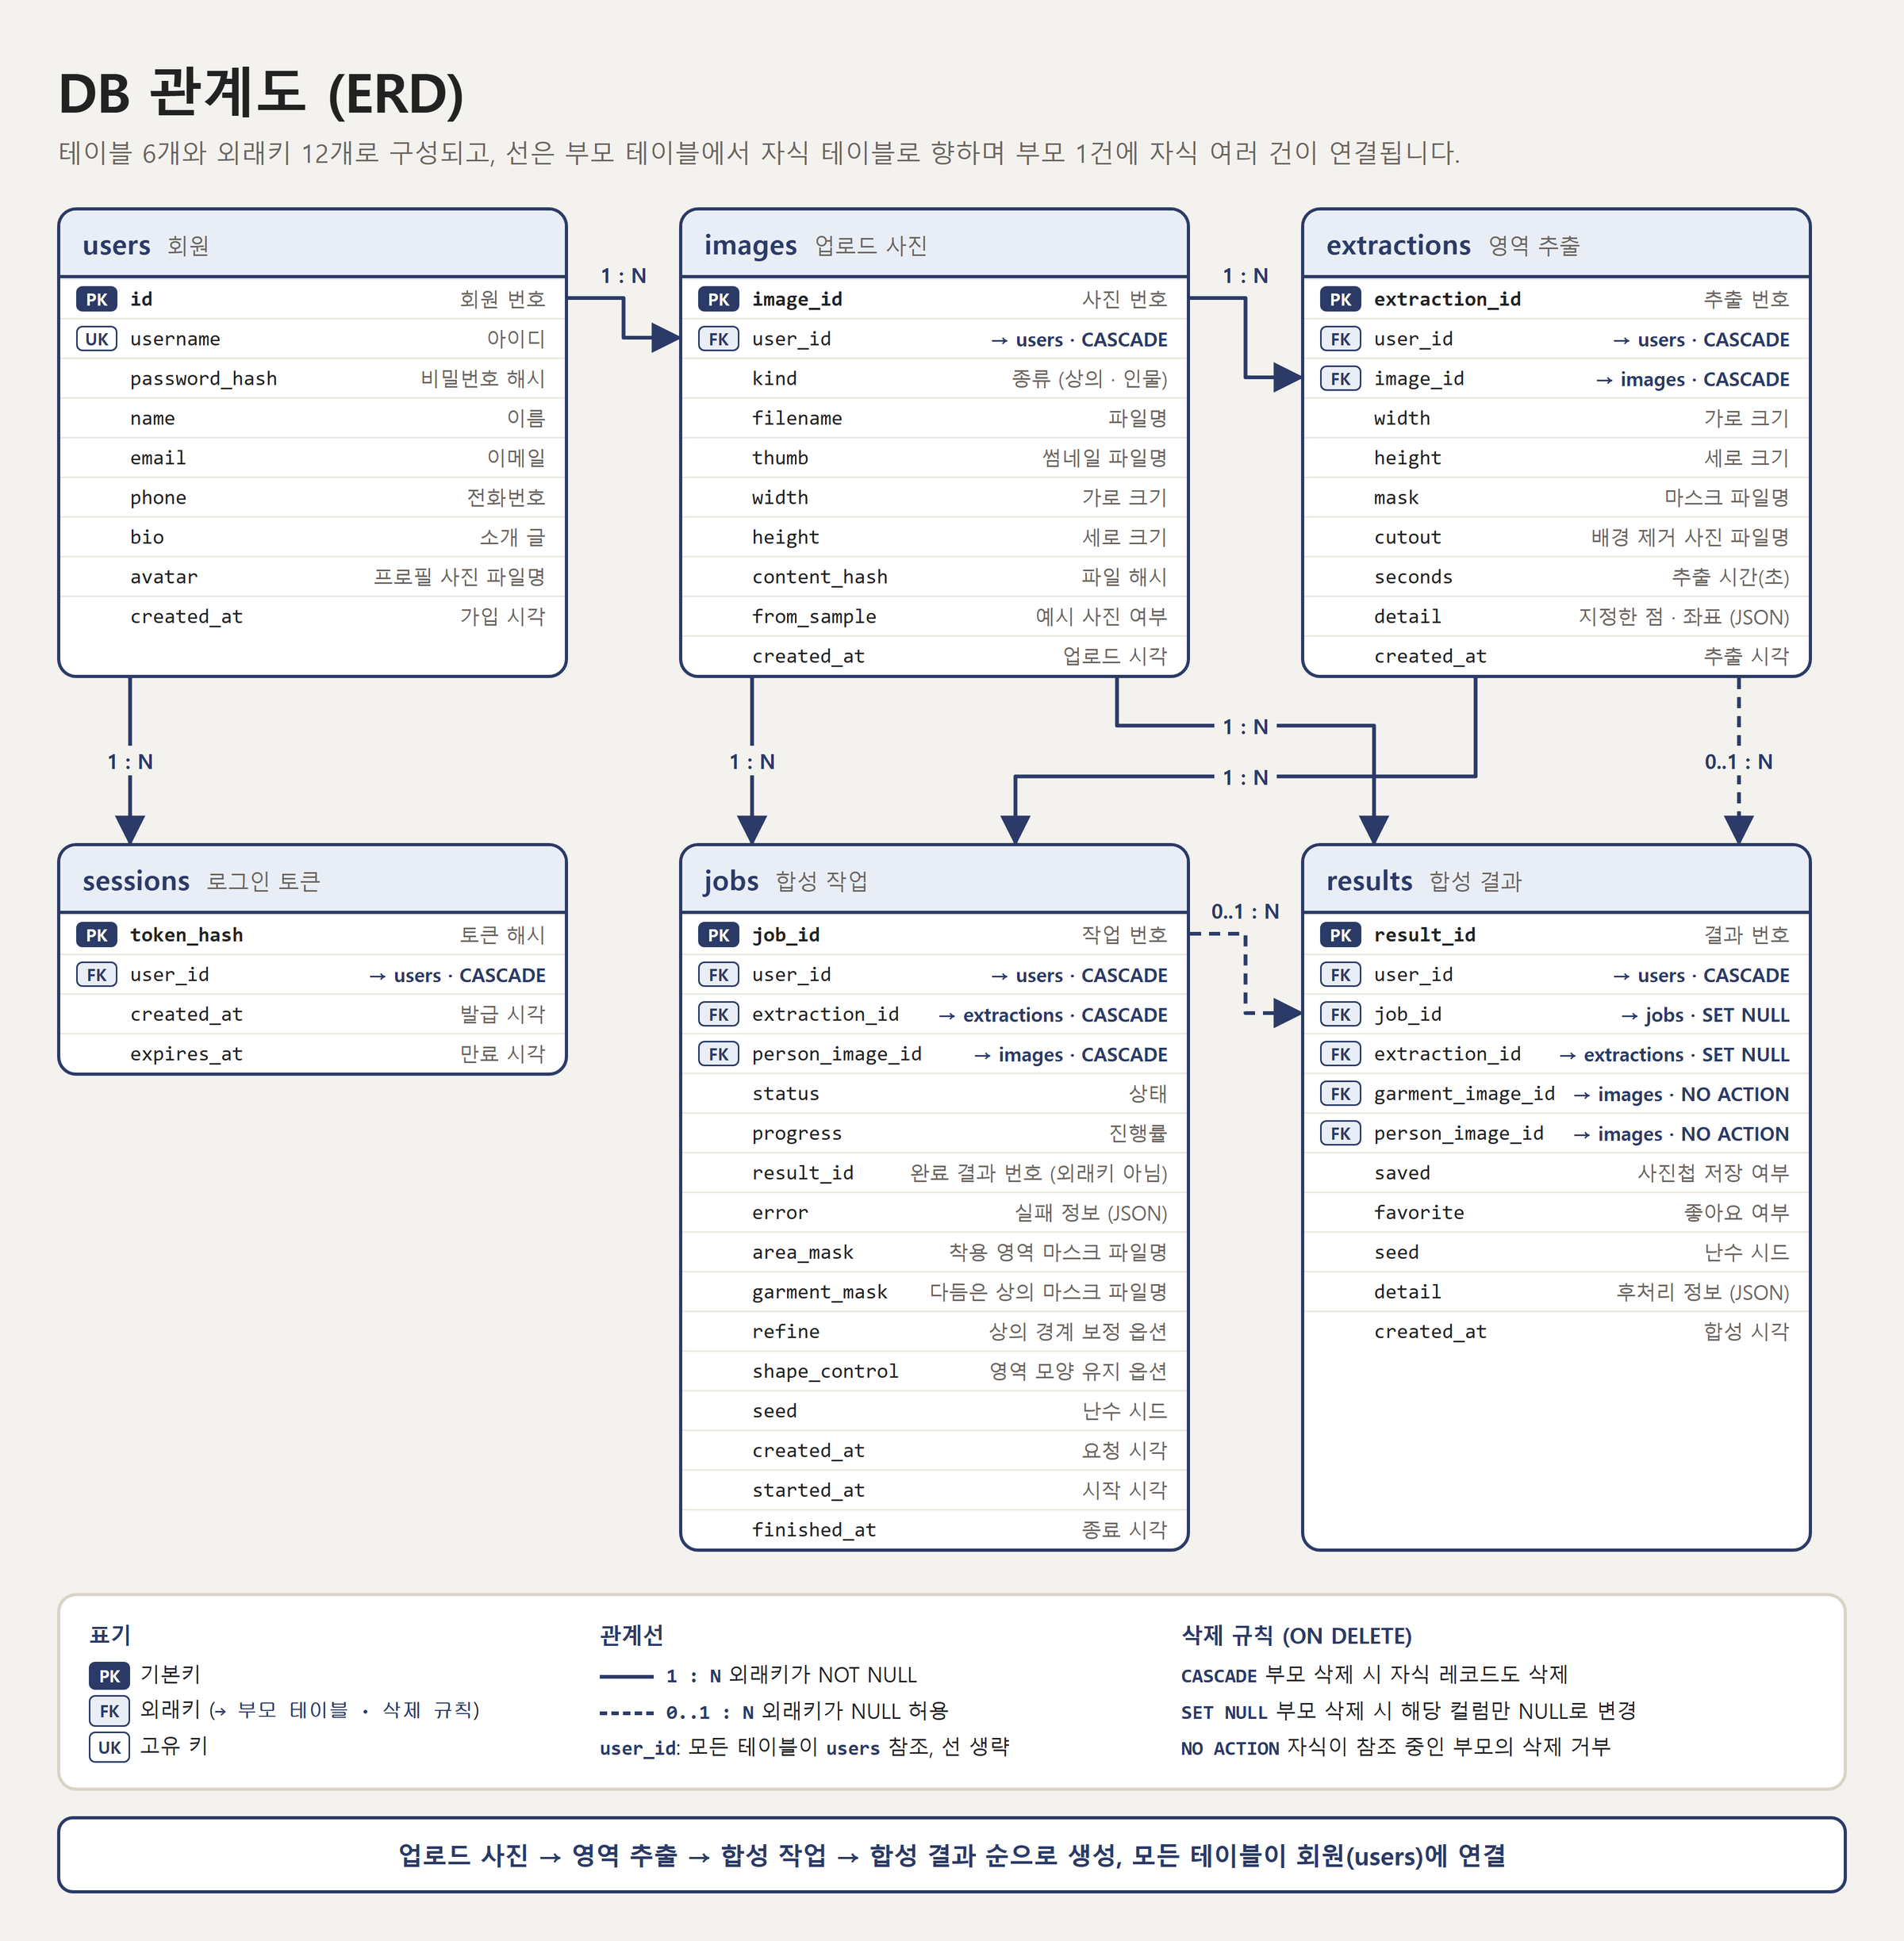 DB 관계도 (ERD)
테이블 6개와 외래키 12개로 구성되고, 선은 부모 테이블에서 자식 테이블로 향하며 부모 1건에 자식 여러 건이 연결됩니다.
users 회원
PK id 회원 번호
UK username 아이디
password_hash 비밀번호 해시
name 이름
email 이메일
phone 전화번호
bio 소개 글
avatar 프로필 사진 파일명
created_at 가입 시각
1 : N
images 업로드 사진
PK image_id 사진 번호
FK user_id → users · CASCADE
kind 종류 (상의 · 인물)
filename 파일명
thumb 썸네일 파일명
width 가로 크기
height 세로 크기
content_hash 파일 해시
from_sample 예시 사진 여부
created_at 업로드 시각
1 : N
extractions 영역 추출
PK extraction_id 추출 번호
FK user_id → users · CASCADE
FK image_id → images · CASCADE
width 가로 크기
height 세로 크기
mask 마스크 파일명
cutout 배경 제거 사진 파일명
seconds 추출 시간(초)
detail 지정한 점 · 좌표 (JSON)
created_at 추출 시각
1 : N
1 : N
1 : N
1 : N
0..1 : N
sessions 로그인 토큰
PK token_hash 토큰 해시
FK user_id → users · CASCADE
created_at 발급 시각
expires_at 만료 시각
jobs 합성 작업
PK job_id 작업 번호
FK user_id → users · CASCADE
FK extraction_id → extractions · CASCADE
FK person_image_id → images · CASCADE
status 상태
progress 진행률
result_id 완료 결과 번호 (외래키 아님)
error 실패 정보 (JSON)
area_mask 착용 영역 마스크 파일명
garment_mask 다듬은 상의 마스크 파일명
refine 상의 경계 보정 옵션
shape_control 영역 모양 유지 옵션
seed 난수 시드
created_at 요청 시각
started_at 시작 시각
finished_at 종료 시각
0..1 : N
results 합성 결과
PK result_id 결과 번호
FK user_id → users · CASCADE
FK job_id → jobs · SET NULL
FK extraction_id → extractions · SET NULL
FK garment_image_id → images · NO ACTION
FK person_image_id → images · NO ACTION
saved 사진첩 저장 여부
favorite 좋아요 여부
seed 난수 시드
detail 후처리 정보 (JSON)
created_at 합성 시각
표기
PK 기본키
FK 외래키 (→ 부모 테이블 · 삭제 규칙)
UK 고유 키
관계선
1 : N 외래키가 NOT NULL
0..1 : N 외래키가 NULL 허용
user_id: 모든 테이블이 users 참조, 선 생략
삭제 규칙 (ON DELETE)
CASCADE 부모 삭제 시 자식 레코드도 삭제
SET NULL 부모 삭제 시 해당 컬럼만 NULL로 변경
NO ACTION 자식이 참조 중인 부모의 삭제 거부
업로드 사진 → 영역 추출 → 합성 작업 → 합성 결과 순으로 생성, 모든 테이블이 회원(users)에 연결